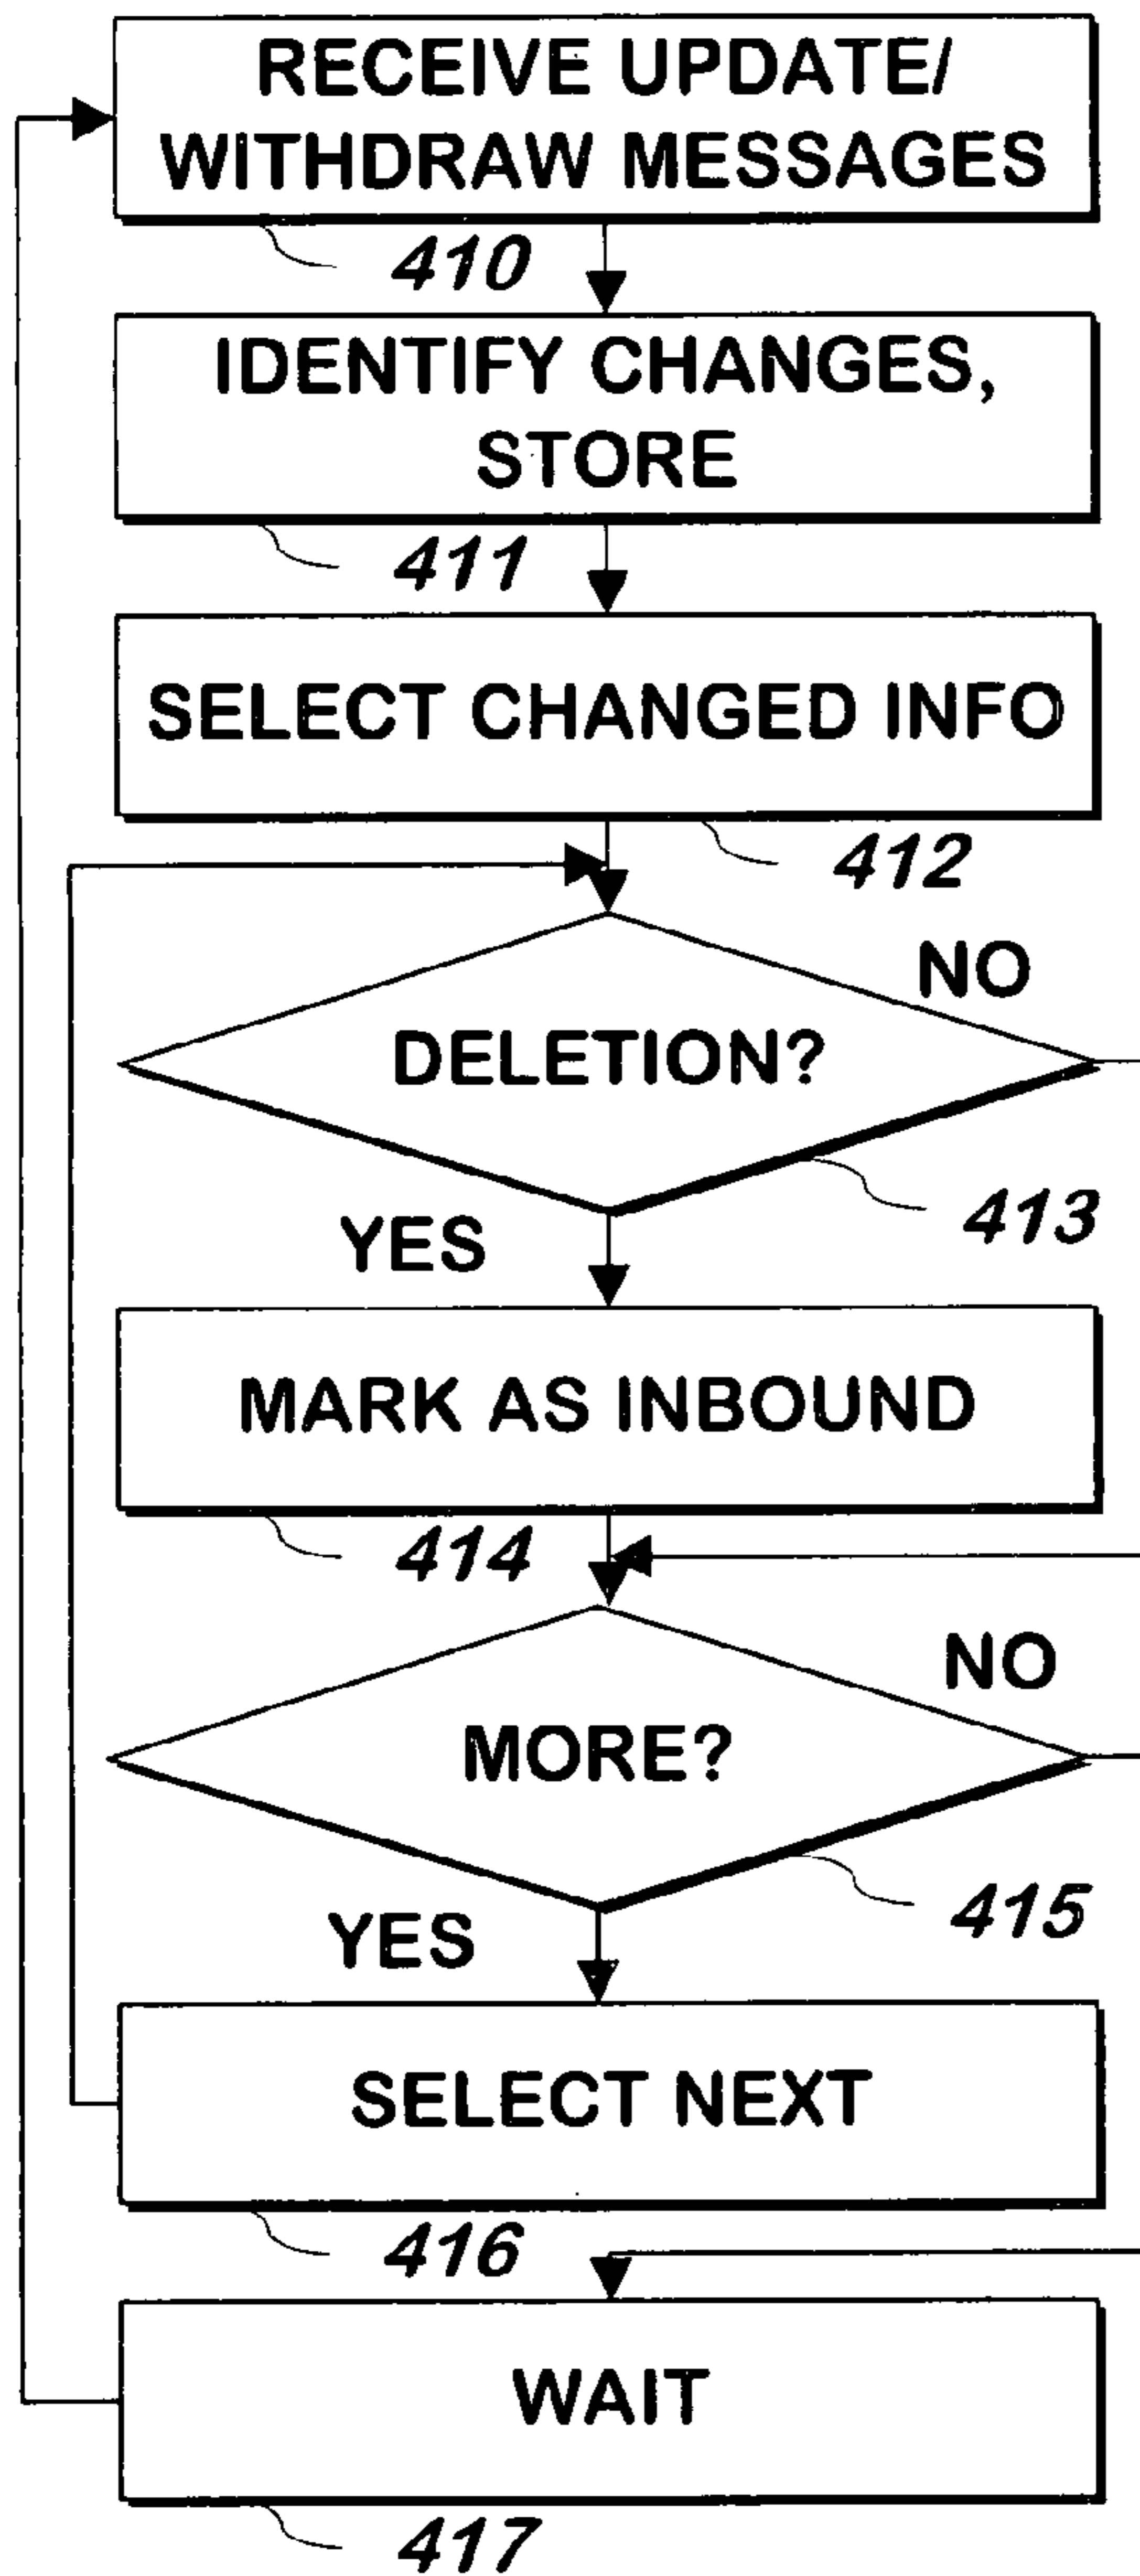 RECEIVE UPDATE/
WITHDRAW MESSAGES
410
IDENTIFY CHANGES,
STORE
411
SELECT CHANGED INFO
412
NO
DELETION?
413
YES
MARK AS INBOUND
414
NO
MORE?
415
YES
SELECT NEXT
416
WAIT
417